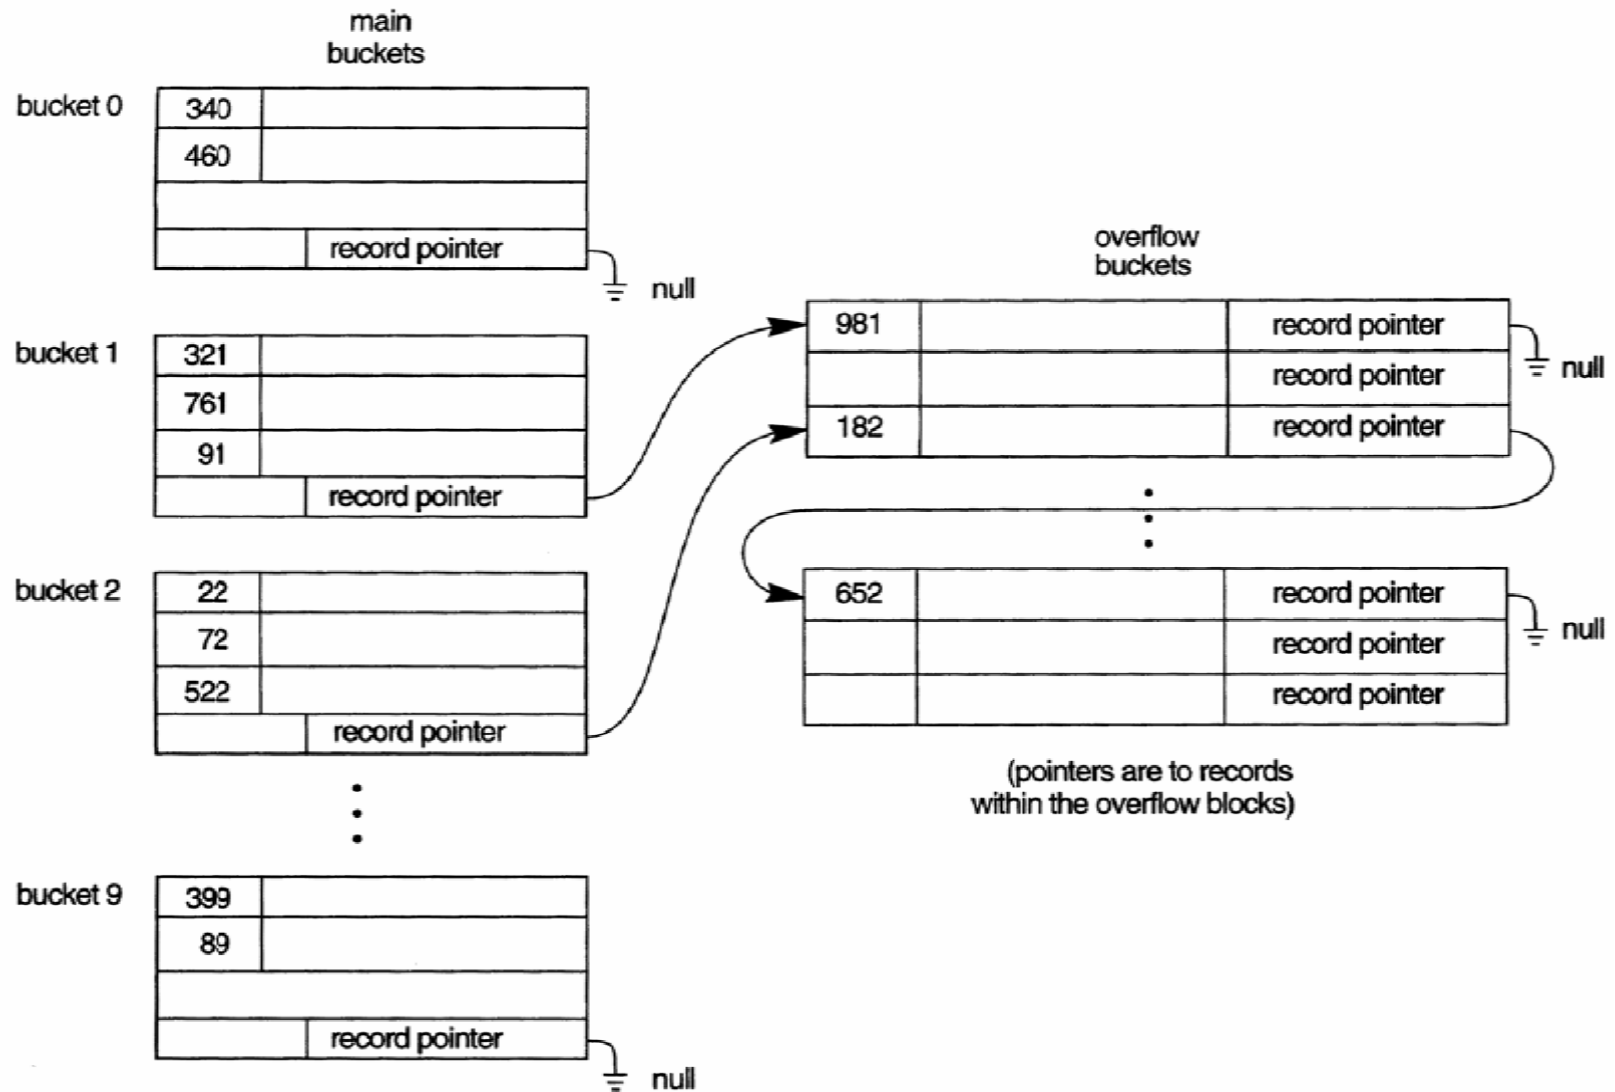 main
buckets
bucket 0
340
460
record pointer
null
bucket 1
321
761
91
record pointer
bucket 2
22
72
522
record pointer
bucket 9
399
89
record pointer
null
overflow
buckets
981 record pointer
null
record pointer
182 record pointer
652 record pointer
null
record pointer
record pointer
(pointers are to records
within the overflow blocks)